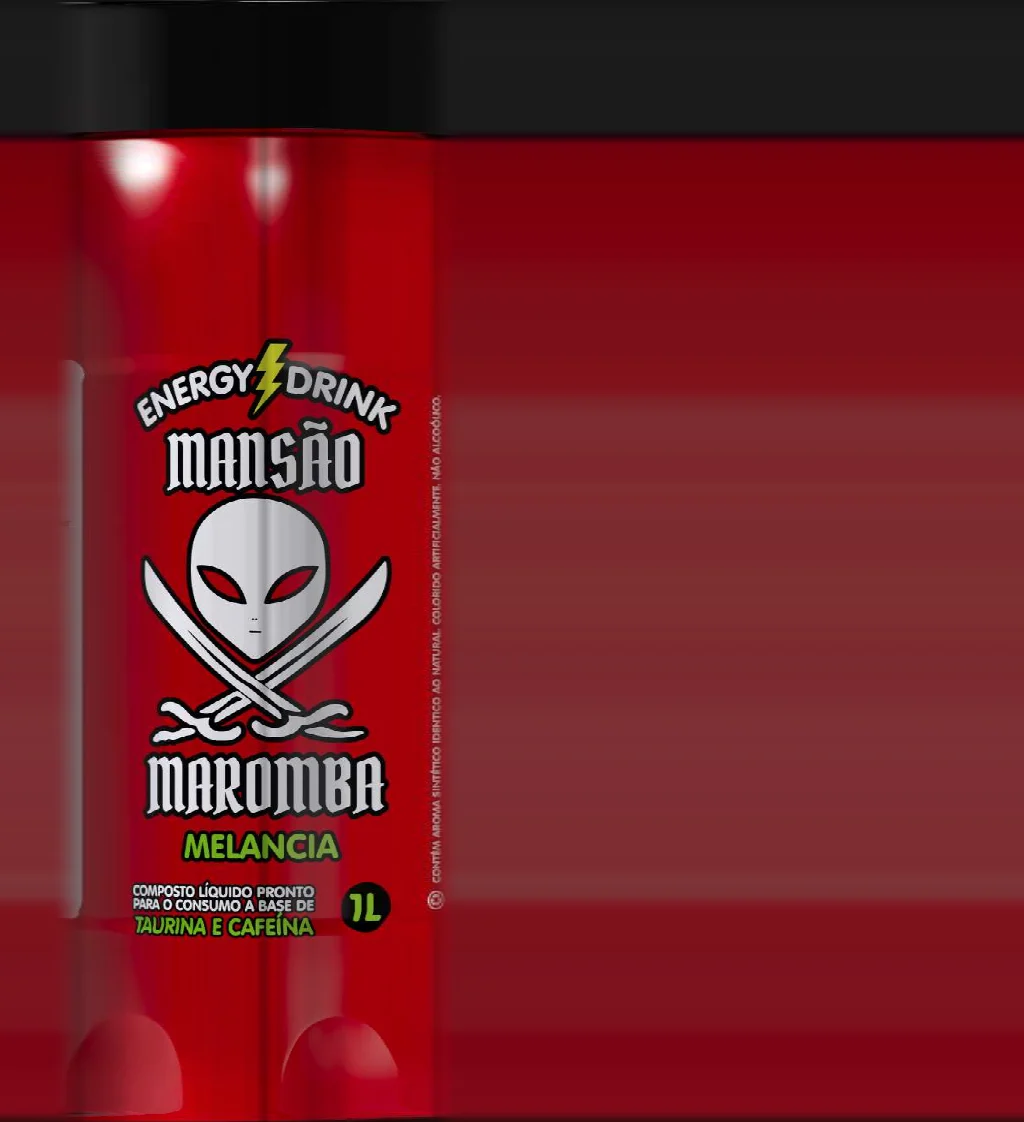 ENERGY DRINK
MANSÃO
MAROMBA
MELANCIA
COMPOSTO LÍQUIDO PRONTO
PARA O CONSUMO À BASE DE
TAURINA E CAFEÍNA
1L
CONTÉM AROMA SINTÉTICO IDÊNTICO AO NATURAL. COLORIDO ARTIFICIALMENTE. NÃO ALCOÓLICO.